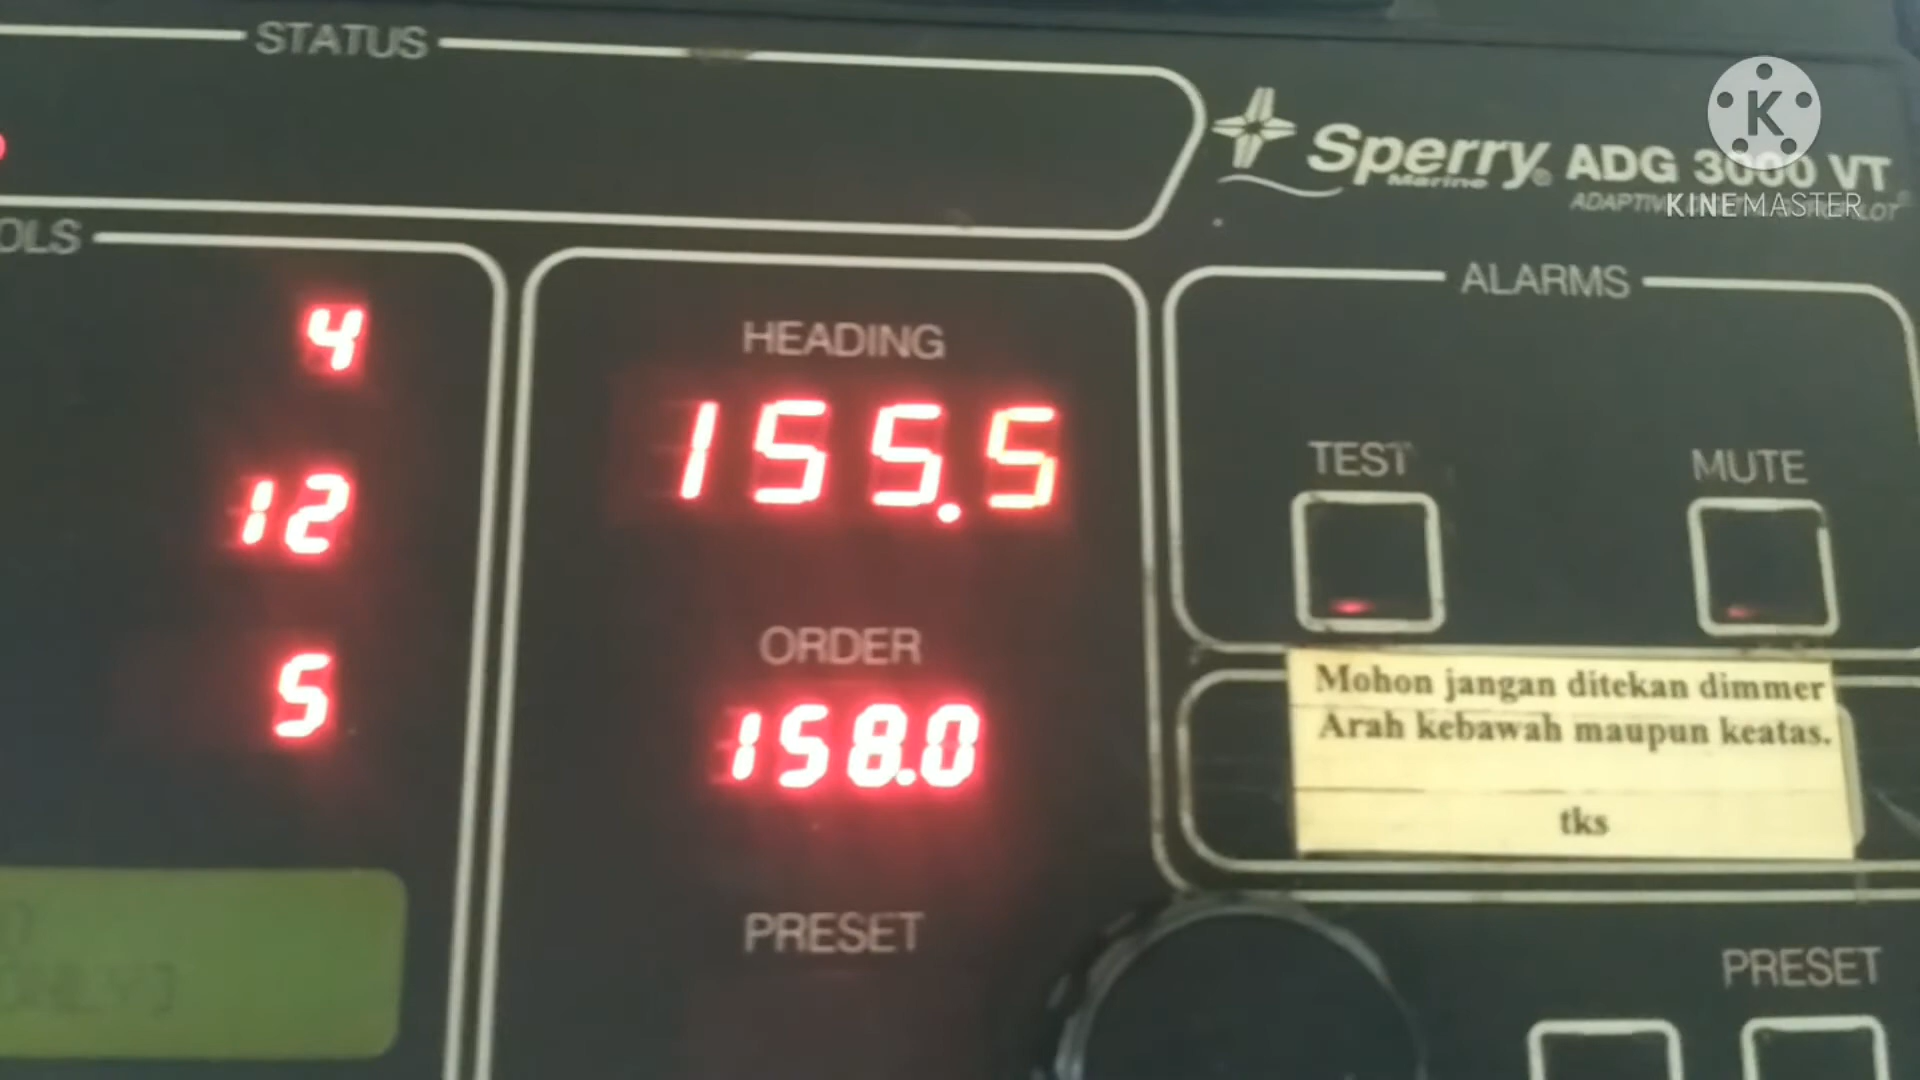 STATUS
Sperry
Marine
ADG 3000 VT
KINEMASTER
OLS
4
12
5
HEADING
155.5
ORDER
158.0
PRESET
ALARMS
TEST
MUTE
Mohon jangan ditekan dimmer
Arah kebawah maupun keatas.
tks
PRESET